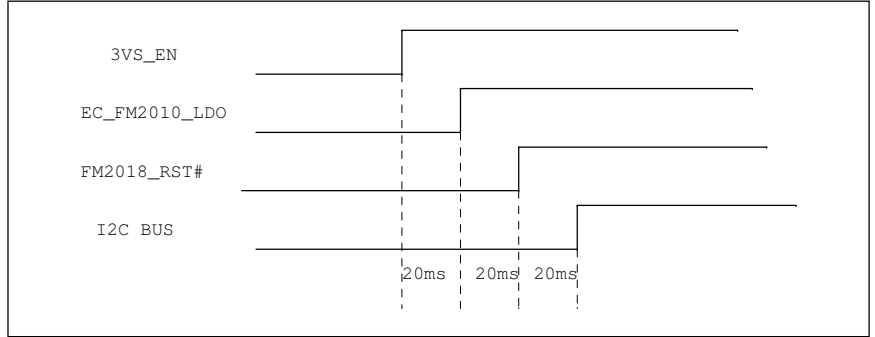 3VS_EN
EC_FM2010_LDO
FM2018_RST#
I2C BUS
20ms 20ms 20ms